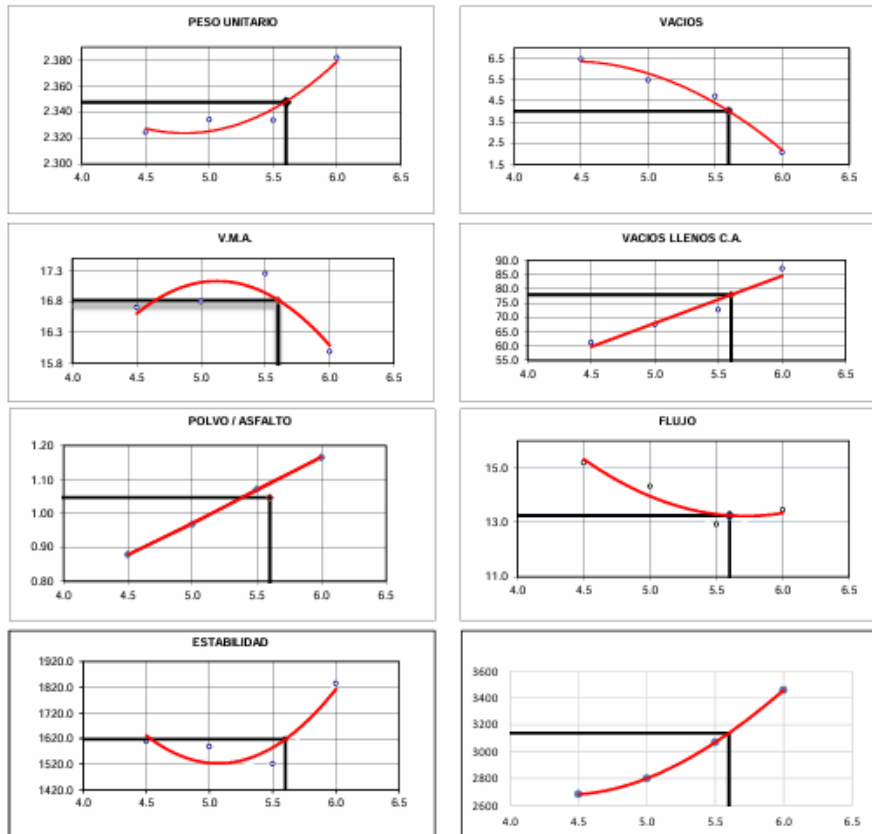 PESO UNITARIO
2.380
2.360
2.340
2.320
2.300
4.0 4.5 5.0 5.5 6.0 6.5
VACIOS
6.5
5.5
4.5
3.5
2.5
1.5
4.0 4.5 5.0 5.5 6.0 6.5
V.M.A.
17.3
16.8
16.3
15.8
4.0 4.5 5.0 5.5 6.0 6.5
VACIOS LLENOS C.A.
90.0
85.0
80.0
75.0
70.0
65.0
60.0
55.0
4.0 4.5 5.0 5.5 6.0 6.5
POLVO / ASFALTO
1.20
1.10
1.00
0.90
0.80
4.0 4.5 5.0 5.5 6.0 6.5
FLUJO
15.0
13.0
11.0
4.0 4.5 5.0 5.5 6.0 6.5
ESTABILIDAD
1920.0
1820.0
1720.0
1620.0
1520.0
1420.0
4.0 4.5 5.0 5.5 6.0 6.5
3600
3400
3200
3000
2800
2600
4.0 4.5 5.0 5.5 6.0 6.5